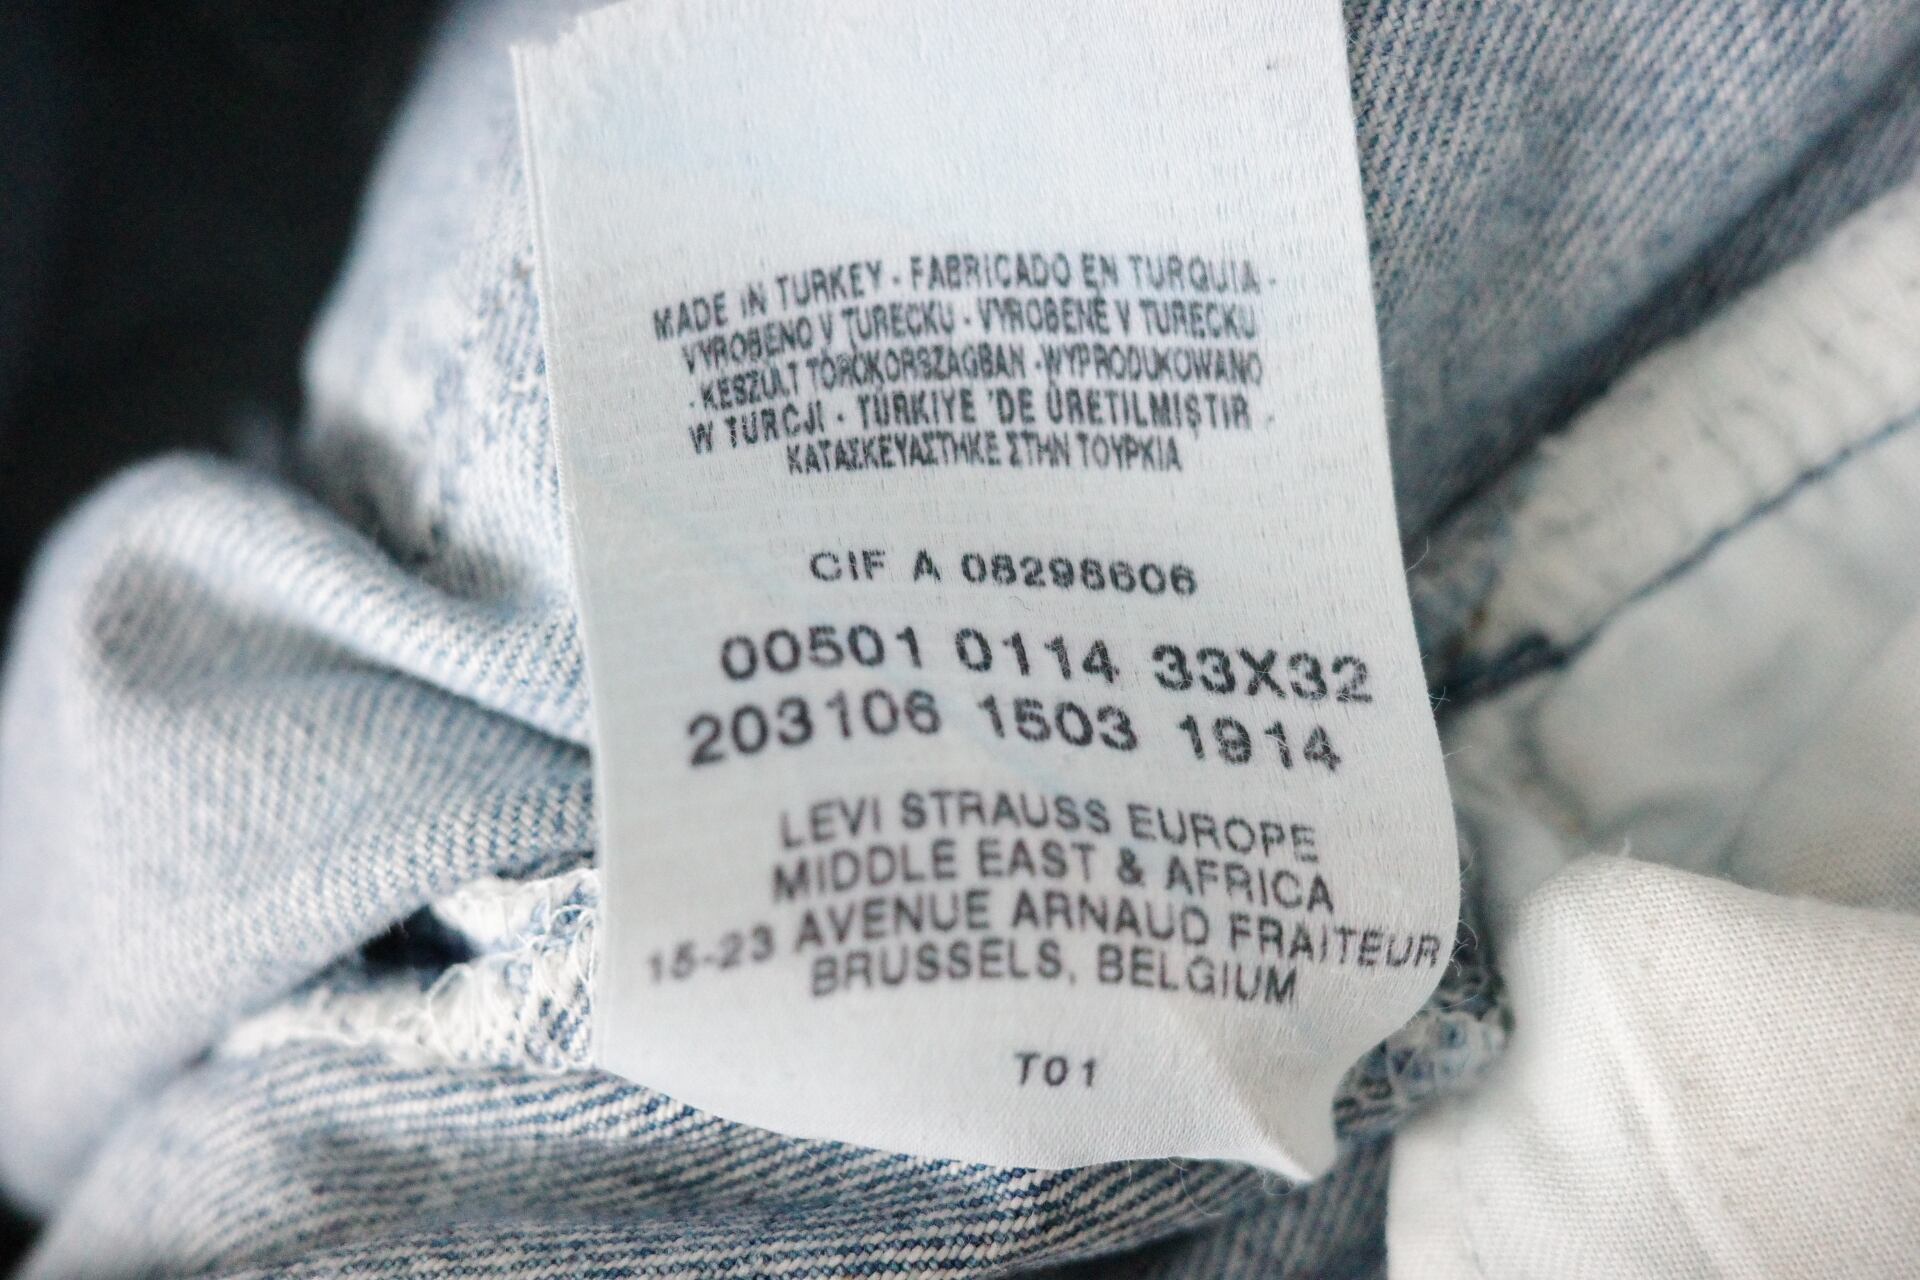 MADE IN TURKEY - FABRICADO EN TURQUIA -
VYROBENO V TURECKU - VYROBENÉ V TURECKU
- KESZULT TÖRÖKORSZAGBAN - WYPRODUKOWANO
W TURCJI - TÜRKIYE 'DE ÜRETILMIŞTIR -
ΚΑΤΑΣΚΕΥΑΣΤΗΚΕ ΣΤΗΝ ΤΟΥΡΚΙΑ
CIF A 08296606
00501 0114 33X32
203106 1503 1914
LEVI STRAUSS EUROPE
MIDDLE EAST & AFRICA
15-23 AVENUE ARNAUD FRAITEUR
BRUSSELS, BELGIUM
T01